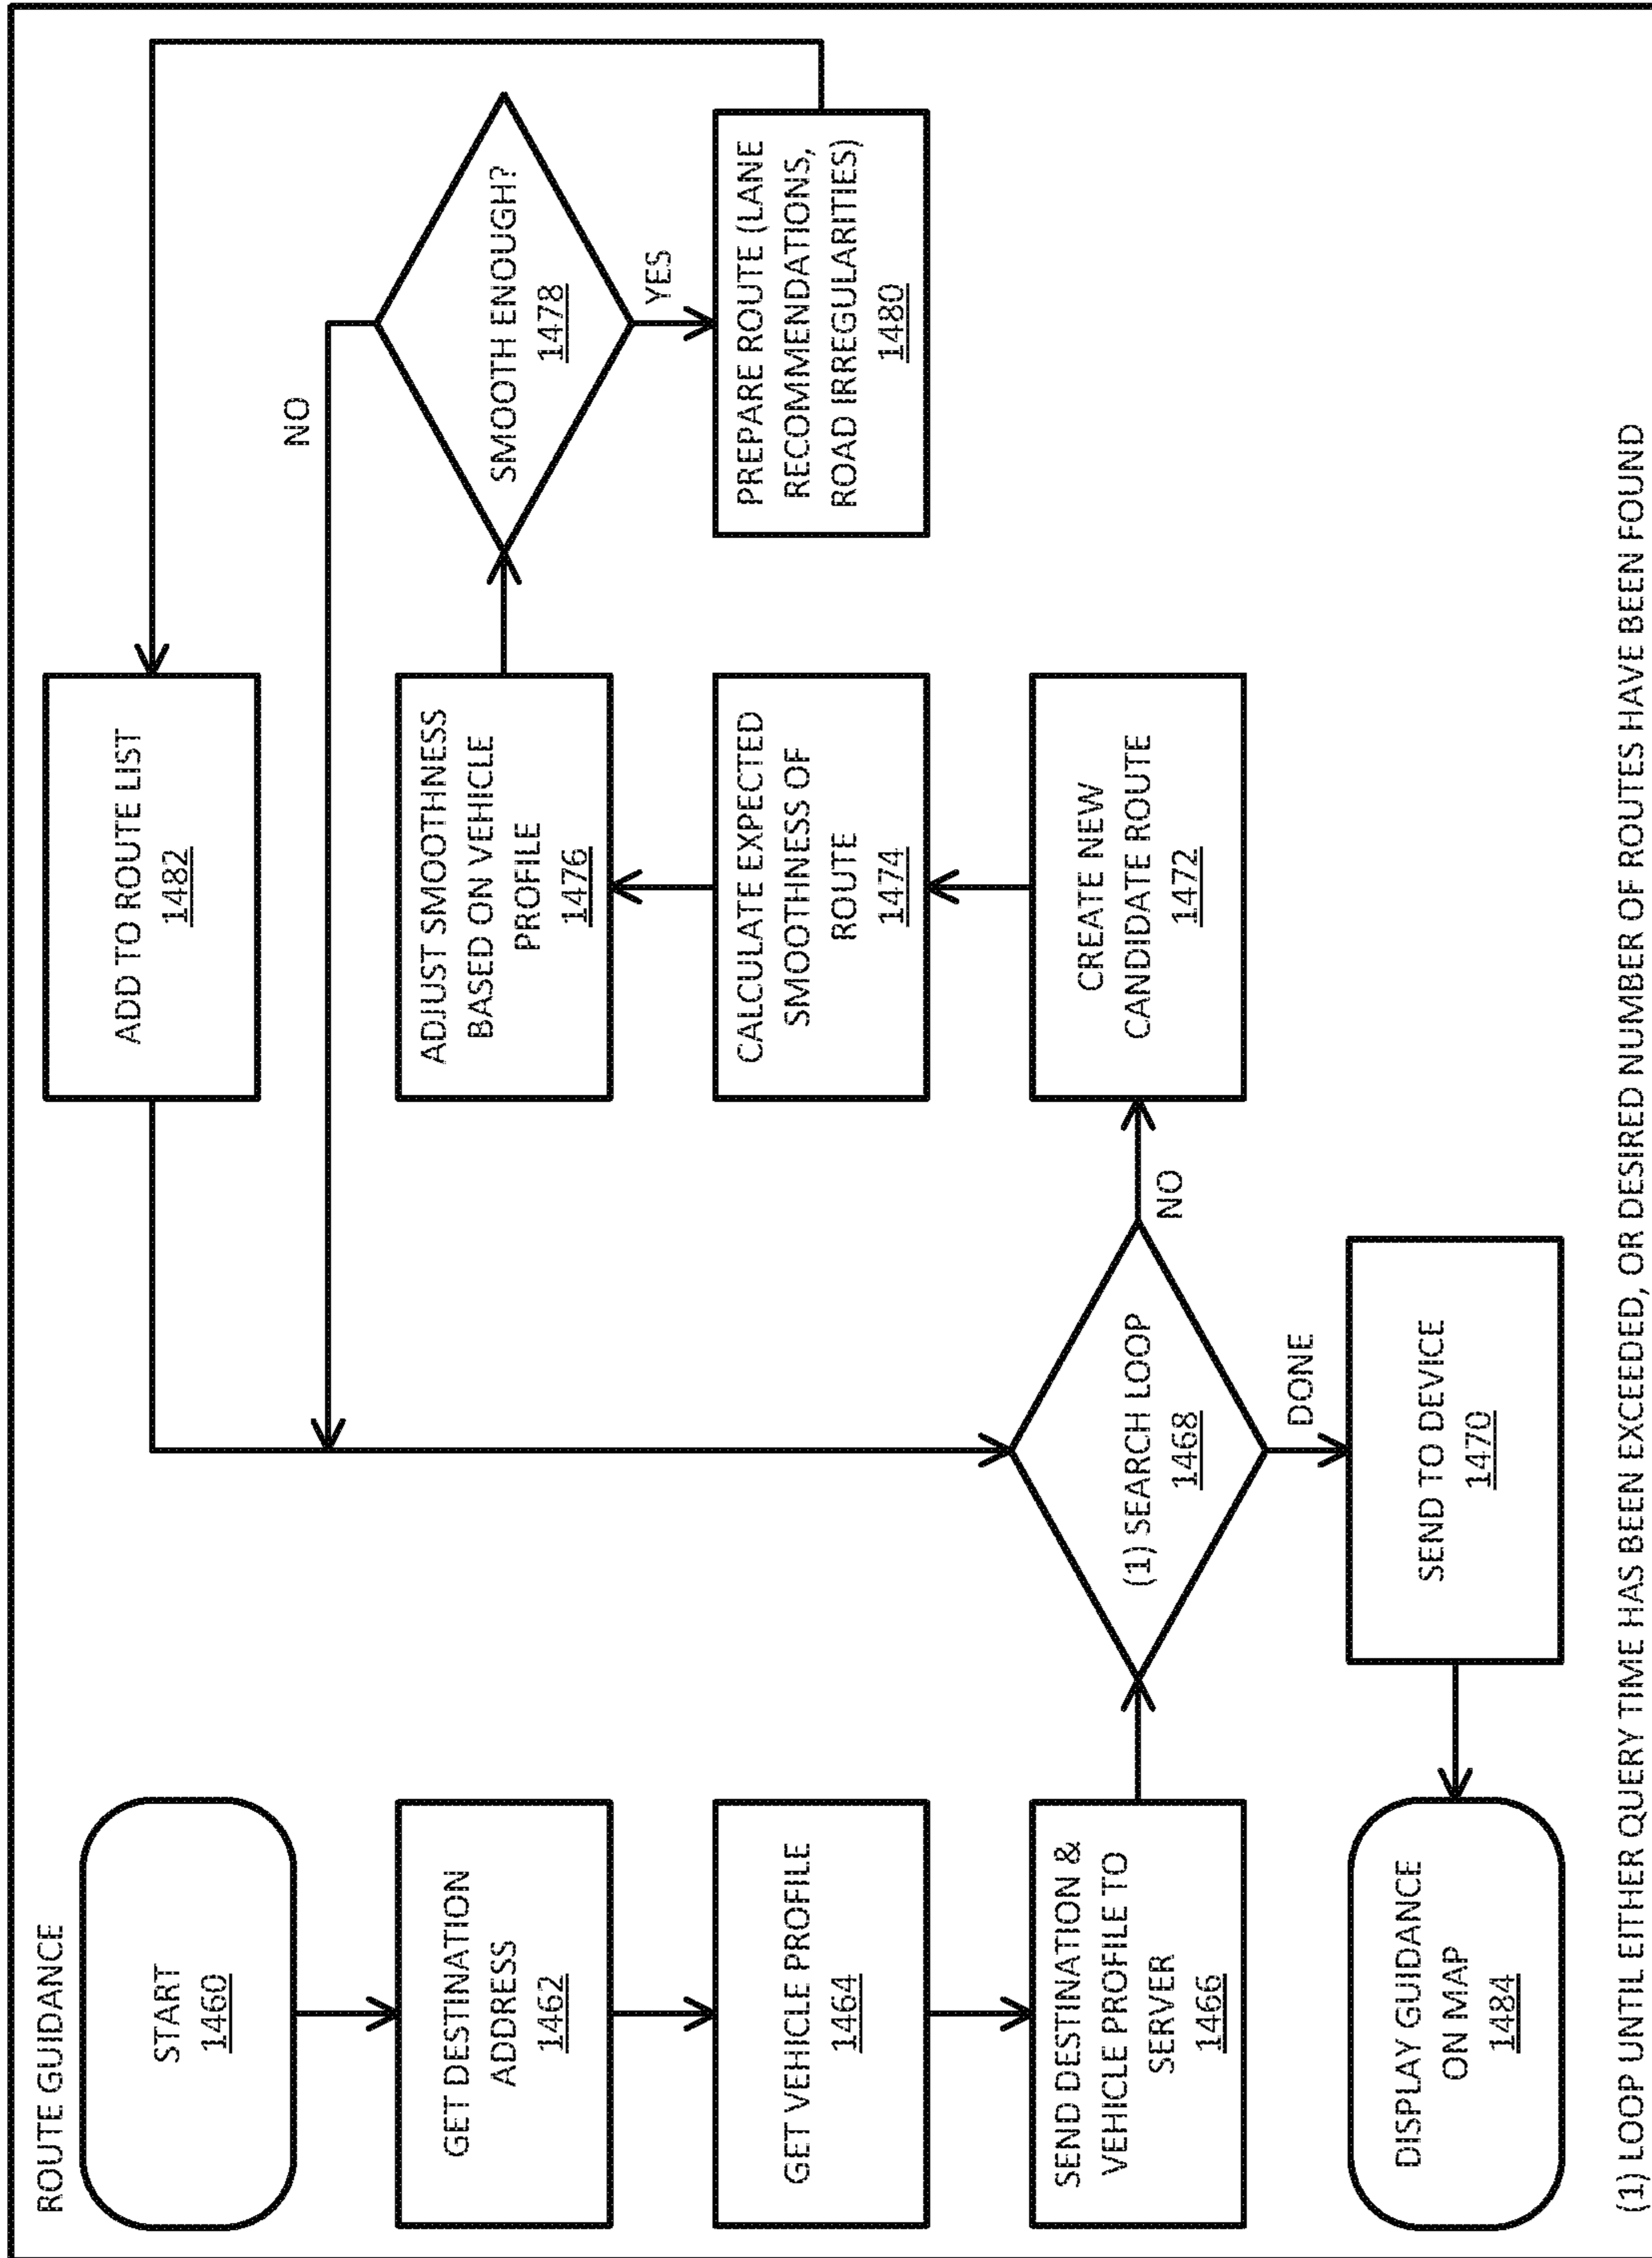 ROUTE GUIDANCE
START
1460
GET DESTINATION
ADDRESS
1462
GET VEHICLE PROFILE
1464
SEND DESTINATION &
VEHICLE PROFILE TO
SERVER
1466
(1) SEARCH LOOP
1468
NO
DONE
SEND TO DEVICE
1470
DISPLAY GUIDANCE
ON MAP
1484
CREATE NEW
CANDIDATE ROUTE
1472
CALCULATE EXPECTED
SMOOTHNESS OF
ROUTE
1474
ADJUST SMOOTHNESS
BASED ON VEHICLE
PROFILE
1476
SMOOTH ENOUGH?
1478
NO
YES
PREPARE ROUTE (LANE
RECOMMENDATIONS,
ROAD IRREGULARITIES)
1480
ADD TO ROUTE LIST
1482
(1) LOOP UNTIL EITHER QUERY TIME HAS BEEN EXCEEDED, OR DESIRED NUMBER OF ROUTES HAVE BEEN FOUND